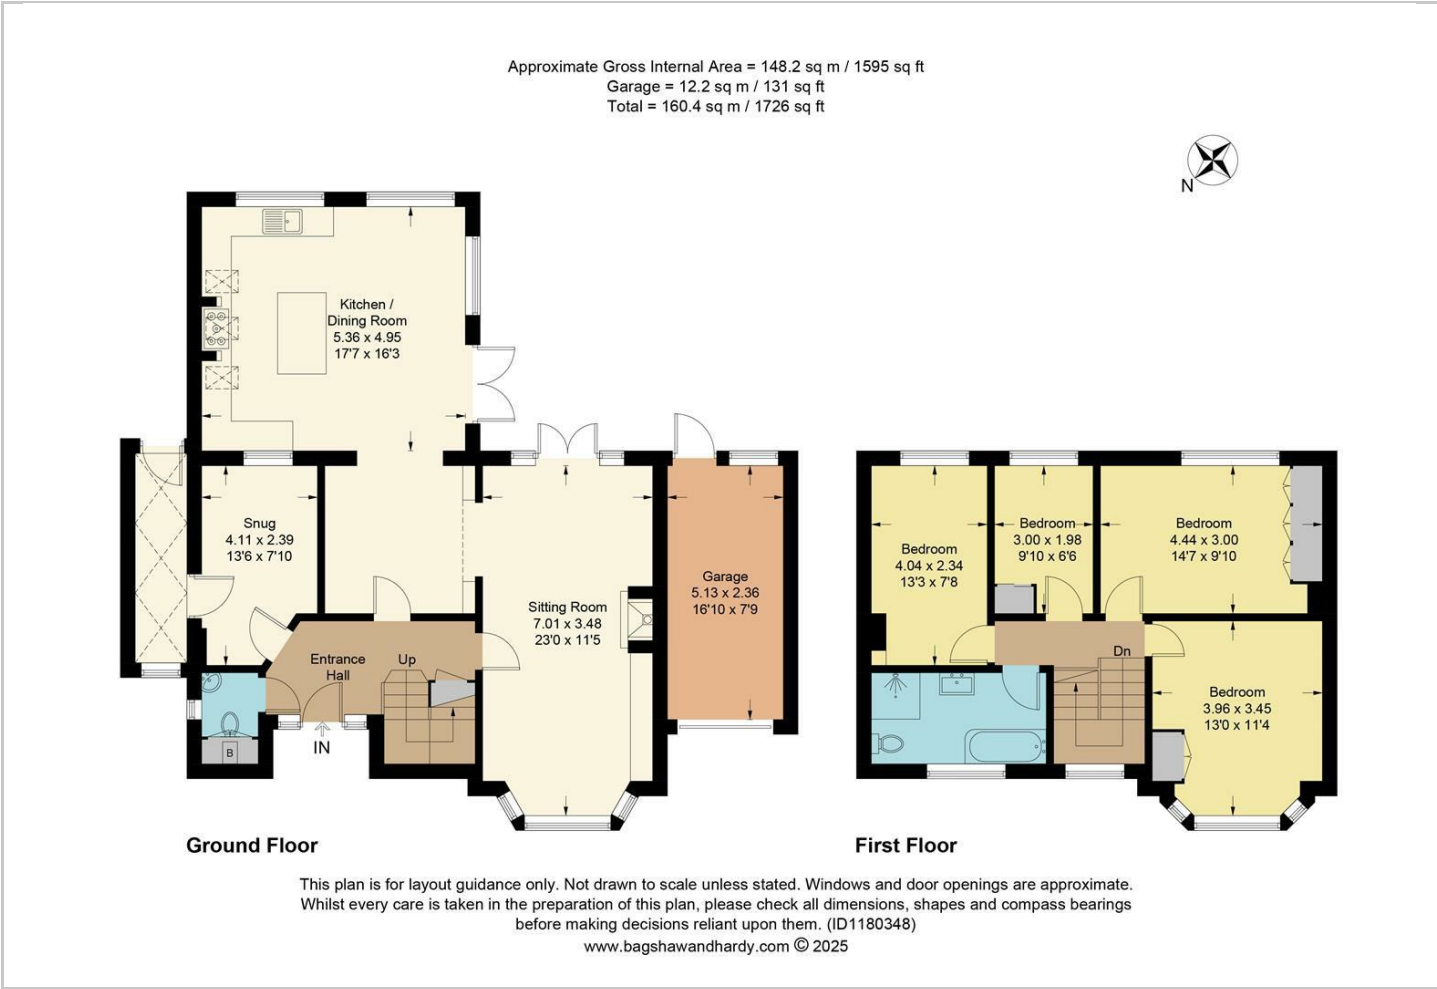 Approximate Gross Internal Area = 148.2 sq m / 1595 sq ft
Garage = 12.2 sq m / 131 sq ft
Total = 160.4 sq m / 1726 sq ft
N
Kitchen /
Dining Room
5.36 x 4.95
17'7 x 16'3
Snug
4.11 x 2.39
13'6 x 7'10
Entrance
Hall
Up
B
IN
Sitting Room
7.01 x 3.48
23'0 x 11'5
Garage
5.13 x 2.36
16'10 x 7'9
Bedroom
4.04 x 2.34
13'3 x 7'8
Bedroom
3.00 x 1.98
9'10 x 6'6
Bedroom
4.44 x 3.00
14'7 x 9'10
Dn
Bedroom
3.96 x 3.45
13'0 x 11'4
Ground Floor
First Floor
This plan is for layout guidance only. Not drawn to scale unless stated. Windows and door openings are approximate.
Whilst every care is taken in the preparation of this plan, please check all dimensions, shapes and compass bearings
before making decisions reliant upon them. (ID1180348)
www.bagshawandhardy.com © 2025